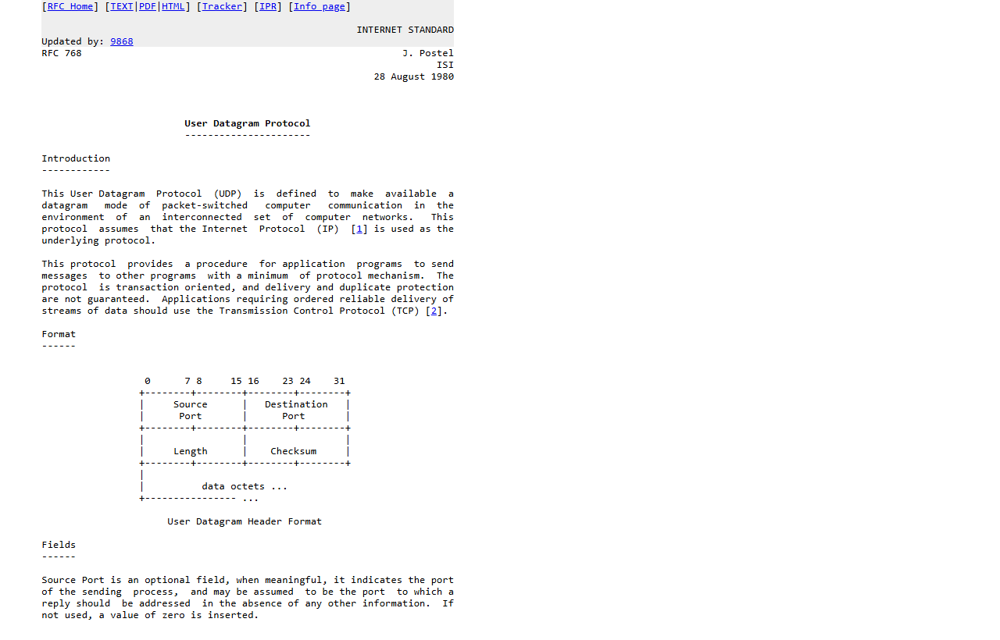 [RFC Home] [TEXT|PDF|HTML] [Tracker] [IPR] [Info page]
INTERNET STANDARD
Updated by: 9868
RFC 768                                                        J. Postel
ISI
28 August 1980
User Datagram Protocol
----------------------
Introduction
------------
This User Datagram  Protocol  (UDP)  is  defined  to  make  available  a
datagram   mode  of  packet-switched   computer   communication  in  the
environment  of  an  interconnected  set  of  computer  networks.   This
protocol  assumes  that the Internet  Protocol  (IP)  [1] is used as the
underlying protocol.
This protocol  provides  a procedure  for application  programs  to send
messages  to other programs  with a minimum  of protocol mechanism.  The
protocol  is transaction oriented, and delivery and duplicate protection
are not guaranteed.  Applications requiring ordered reliable delivery of
streams of data should use the Transmission Control Protocol (TCP) [2].
Format
------
 0      7 8     15 16    23 24    31
+--------+--------+--------+--------+
|     Source      |   Destination   |
|      Port       |      Port       |
+--------+--------+--------+--------+
|                 |                 |
|     Length      |    Checksum     |
+--------+--------+--------+--------+
|
|          data octets ...
+---------------- ...
User Datagram Header Format
Fields
------
Source Port is an optional field, when meaningful, it indicates the port
of the sending  process,  and may be assumed  to be the port  to which a
reply should  be addressed  in the absence of any other information.  If
not used, a value of zero is inserted.